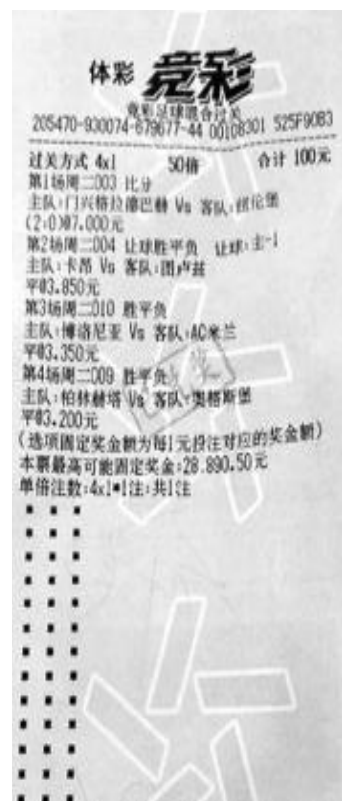 体彩 竞彩
竞彩足球混合过关
205470-930074-679677-44 00108301 525F90B3
过关方式 4x1 50倍 合计 100元
第1场周二003 比分
主队:门兴格拉德巴赫 Vs 客队:纽伦堡
(2:0)@7.000元
第2场周二004 让球胜平负 让球:主-1
主队:卡昂 Vs 客队:图卢兹
平@3.850元
第3场周二010 胜平负
主队:博洛尼亚 Vs 客队:AC米兰
平@3.350元
第4场周二009 胜平负
主队:柏林赫塔 Vs 客队:奥格斯堡
平@3.200元
(选项固定奖金额为每1元投注对应的奖金额)
本票最高可能固定奖金:28,890.50元
单倍注数:4x1*1注;共1注